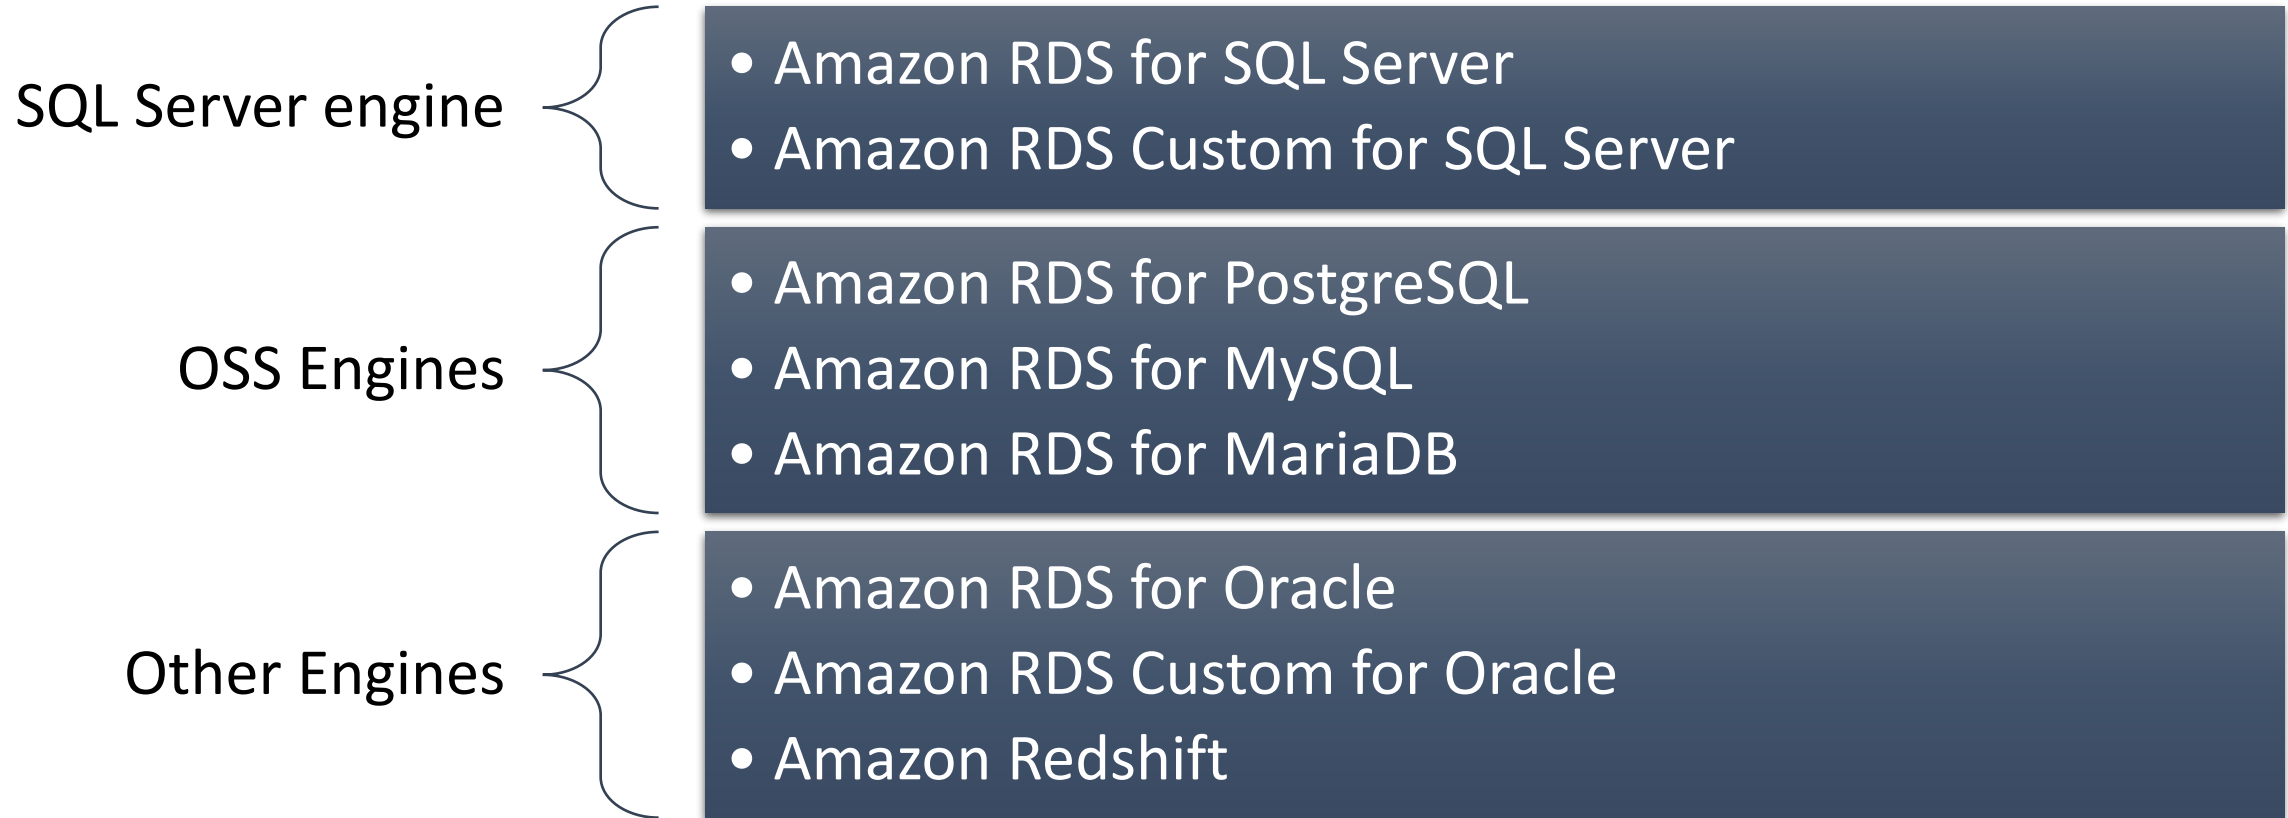 SQL Server engine
• Amazon RDS for SQL Server
• Amazon RDS Custom for SQL Server
OSS Engines
• Amazon RDS for PostgreSQL
• Amazon RDS for MySQL
• Amazon RDS for MariaDB
Other Engines
• Amazon RDS for Oracle
• Amazon RDS Custom for Oracle
• Amazon Redshift